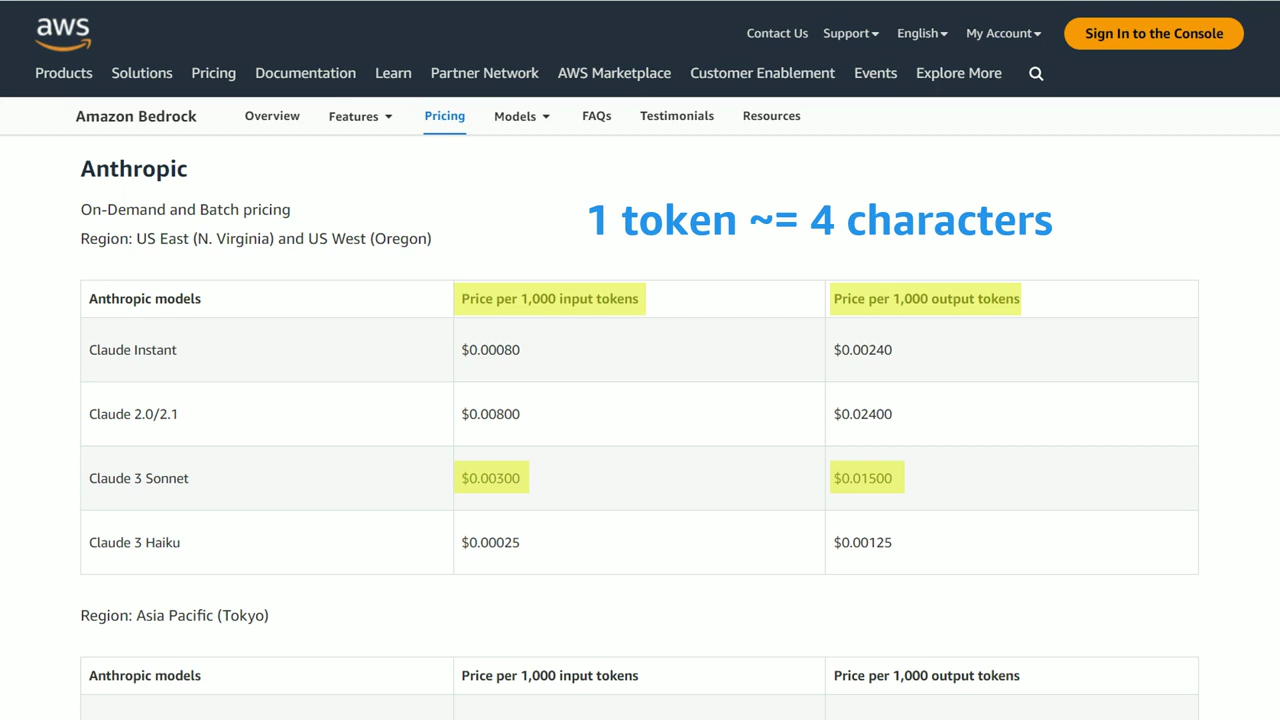 aws
Contact Us Support English My Account Sign In to the Console
Products Solutions Pricing Documentation Learn Partner Network AWS Marketplace Customer Enablement Events Explore More
Amazon Bedrock Overview Features Pricing Models FAQs Testimonials Resources
Anthropic
On-Demand and Batch pricing
1 token ~= 4 characters
Region: US East (N. Virginia) and US West (Oregon)
Anthropic models Price per 1,000 input tokens Price per 1,000 output tokens
Claude Instant $0.00080 $0.00240
Claude 2.0/2.1 $0.00800 $0.02400
Claude 3 Sonnet $0.00300 $0.01500
Claude 3 Haiku $0.00025 $0.00125
Region: Asia Pacific (Tokyo)
Anthropic models Price per 1,000 input tokens Price per 1,000 output tokens